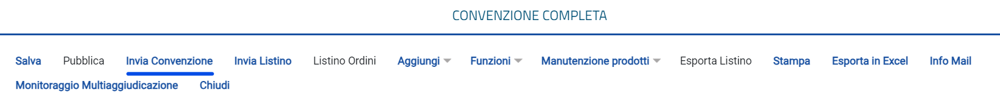 CONVENZIONE COMPLETA
Salva Pubblica Invia Convenzione Invia Listino Listino Ordini Aggiungi Funzioni Manutenzione prodotti Esporta Listino Stampa Esporta in Excel Info Mail
Monitoraggio Multiaggiudicazione Chiudi